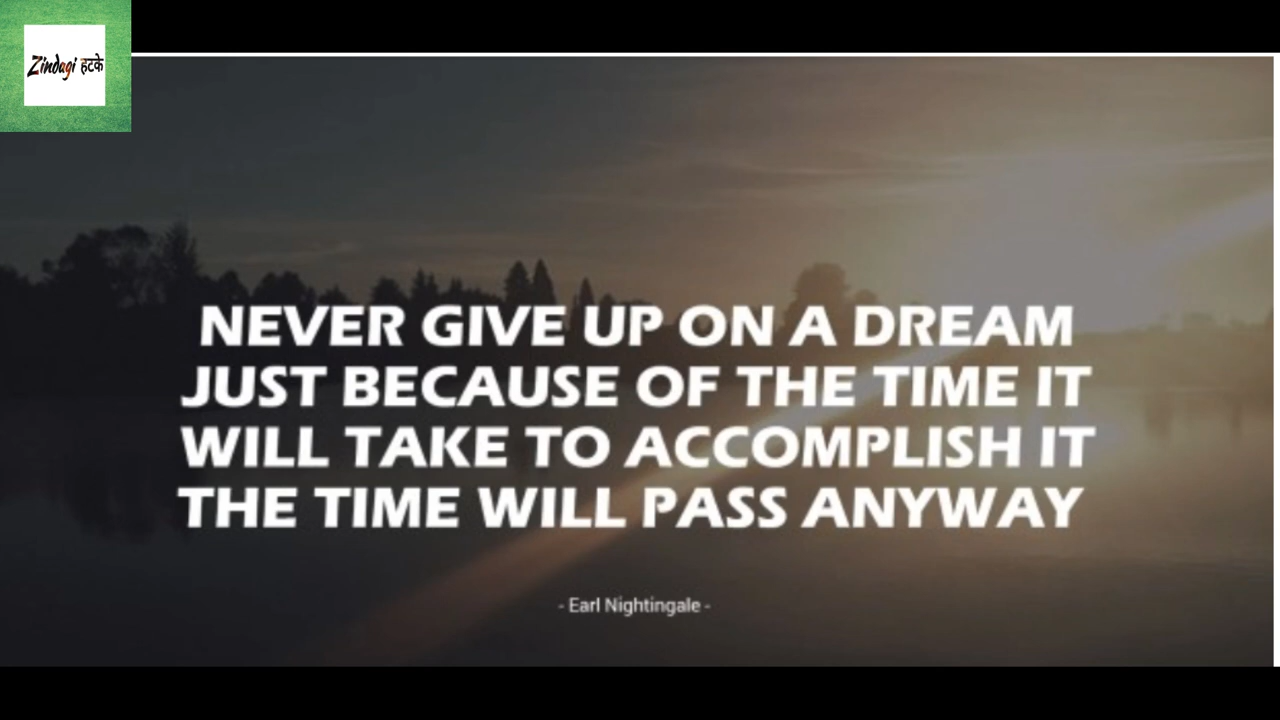 Zindagi हटके
NEVER GIVE UP ON A DREAM
JUST BECAUSE OF THE TIME IT
WILL TAKE TO ACCOMPLISH IT
THE TIME WILL PASS ANYWAY
- Earl Nightingale -